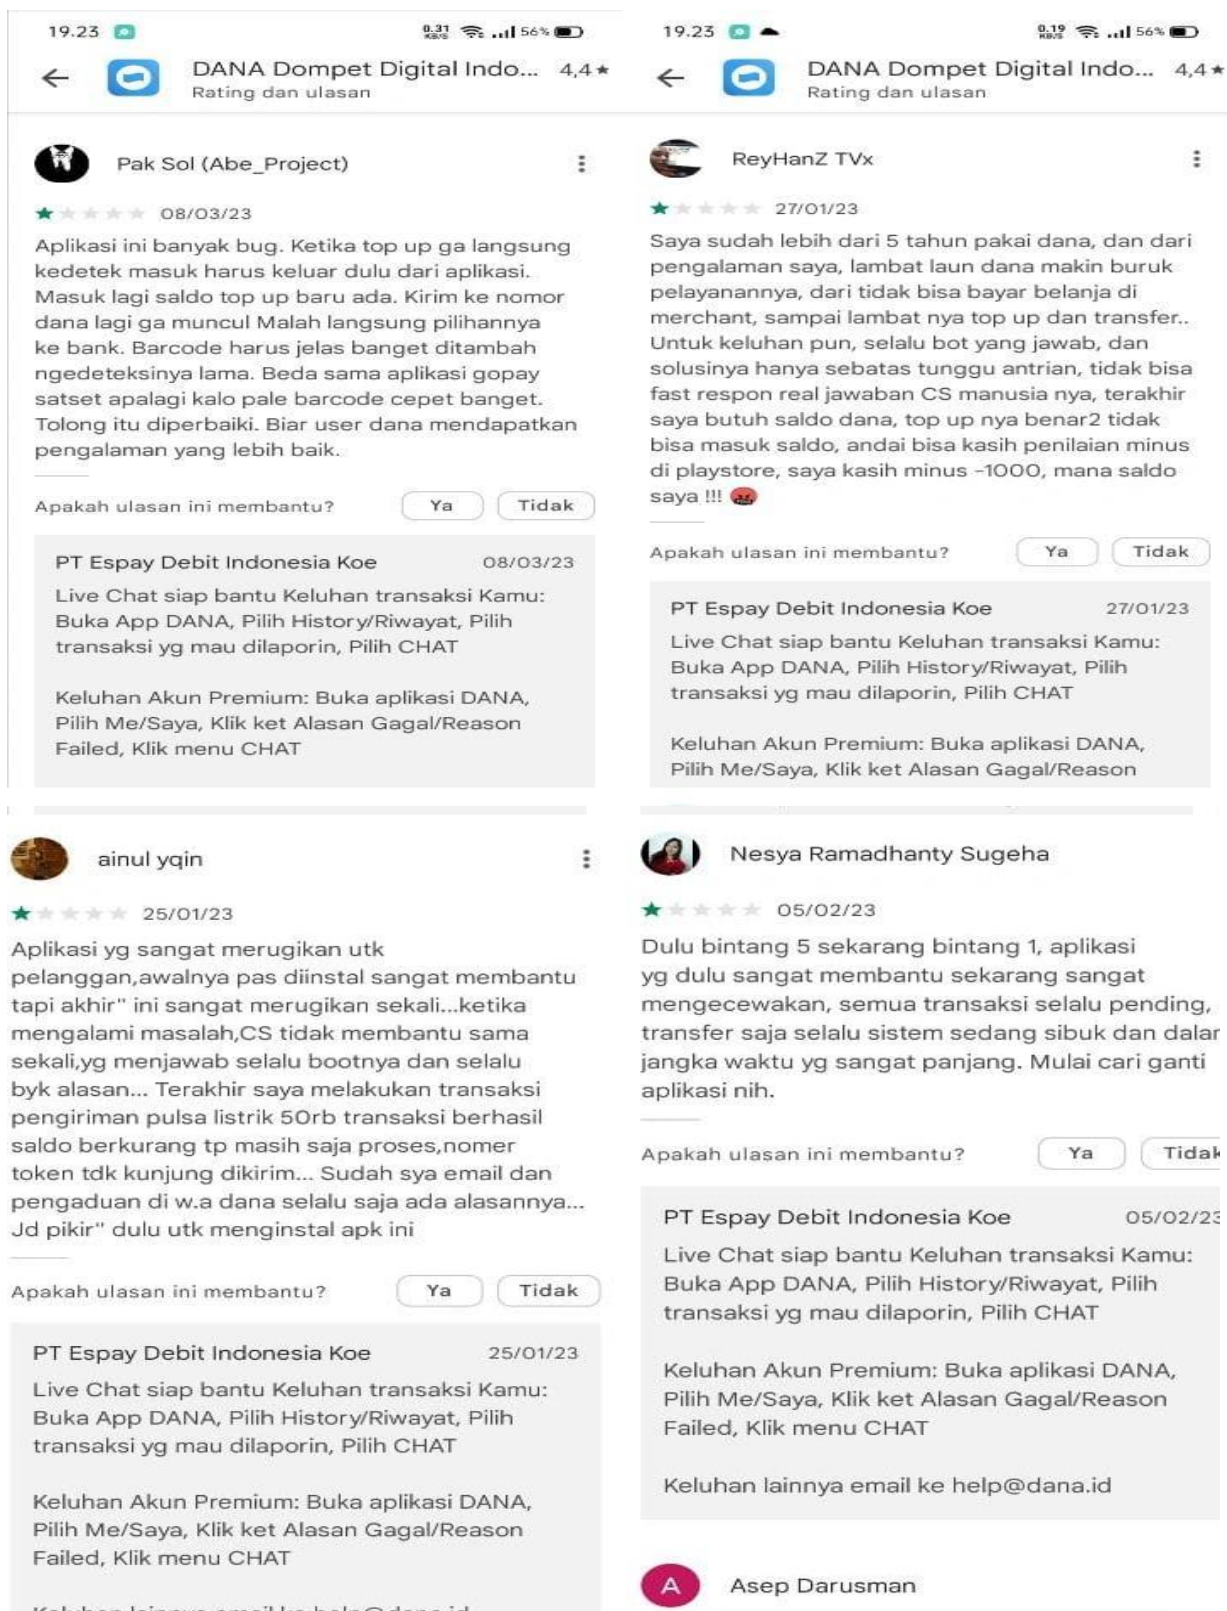 19.23
0.31 KB/S
56%
DANA Dompet Digital Indo... 4,4★
Rating dan ulasan
Pak Sol (Abe_Project)
08/03/23
Aplikasi ini banyak bug. Ketika top up ga langsung
kedetek masuk harus keluar dulu dari aplikasi.
Masuk lagi saldo top up baru ada. Kirim ke nomor
dana lagi ga muncul Malah langsung pilihannya
ke bank. Barcode harus jelas banget ditambah
ngedeteksinya lama. Beda sama aplikasi gopay
satset apalagi kalo pale barcode cepet banget.
Tolong itu diperbaiki. Biar user dana mendapatkan
pengalaman yang lebih baik.
Apakah ulasan ini membantu? Ya Tidak
PT Espay Debit Indonesia Koe 08/03/23
Live Chat siap bantu Keluhan transaksi Kamu:
Buka App DANA, Pilih History/Riwayat, Pilih
transaksi yg mau dilaporin, Pilih CHAT
Keluhan Akun Premium: Buka aplikasi DANA,
Pilih Me/Saya, Klik ket Alasan Gagal/Reason
Failed, Klik menu CHAT
19.23
0.19 KB/S
56%
DANA Dompet Digital Indo... 4,4★
Rating dan ulasan
ReyHanZ TVx
27/01/23
Saya sudah lebih dari 5 tahun pakai dana, dan dari
pengalaman saya, lambat laun dana makin buruk
pelayanannya, dari tidak bisa bayar belanja di
merchant, sampai lambat nya top up dan transfer..
Untuk keluhan pun, selalu bot yang jawab, dan
solusinya hanya sebatas tunggu antrian, tidak bisa
fast respon real jawaban CS manusia nya, terakhir
saya butuh saldo dana, top up nya benar2 tidak
bisa masuk saldo, andai bisa kasih penilaian minus
di playstore, saya kasih minus -1000, mana saldo
saya !!! 🤬
Apakah ulasan ini membantu? Ya Tidak
PT Espay Debit Indonesia Koe 27/01/23
Live Chat siap bantu Keluhan transaksi Kamu:
Buka App DANA, Pilih History/Riwayat, Pilih
transaksi yg mau dilaporin, Pilih CHAT
Keluhan Akun Premium: Buka aplikasi DANA,
Pilih Me/Saya, Klik ket Alasan Gagal/Reason
ainul yqin
25/01/23
Aplikasi yg sangat merugikan utk
pelanggan,awalnya pas diinstal sangat membantu
tapi akhir" ini sangat merugikan sekali...ketika
mengalami masalah,CS tidak membantu sama
sekali,yg menjawab selalu bootnya dan selalu
byk alasan... Terakhir saya melakukan transaksi
pengiriman pulsa listrik 50rb transaksi berhasil
saldo berkurang tp masih saja proses,nomer
token tdk kunjung dikirim... Sudah sya email dan
pengaduan di w.a dana selalu saja ada alasannya...
Jd pikir" dulu utk menginstal apk ini
Apakah ulasan ini membantu? Ya Tidak
PT Espay Debit Indonesia Koe 25/01/23
Live Chat siap bantu Keluhan transaksi Kamu:
Buka App DANA, Pilih History/Riwayat, Pilih
transaksi yg mau dilaporin, Pilih CHAT
Keluhan Akun Premium: Buka aplikasi DANA,
Pilih Me/Saya, Klik ket Alasan Gagal/Reason
Failed, Klik menu CHAT
Keluhan lainnya email ke help@dana.id
Nesya Ramadhanty Sugeha
05/02/23
Dulu bintang 5 sekarang bintang 1, aplikasi
yg dulu sangat membantu sekarang sangat
mengecewakan, semua transaksi selalu pending,
transfer saja selalu sistem sedang sibuk dan
jangka waktu yg sangat panjang. Mulai cari ganti
aplikasi nih.
Apakah ulasan ini membantu? Ya Tidak
PT Espay Debit Indonesia Koe 05/02/23
Live Chat siap bantu Keluhan transaksi Kamu:
Buka App DANA, Pilih History/Riwayat, Pilih
transaksi yg mau dilaporin, Pilih CHAT
Keluhan Akun Premium: Buka aplikasi DANA,
Pilih Me/Saya, Klik ket Alasan Gagal/Reason
Failed, Klik menu CHAT
Keluhan lainnya email ke help@dana.id
A
Asep Darusman